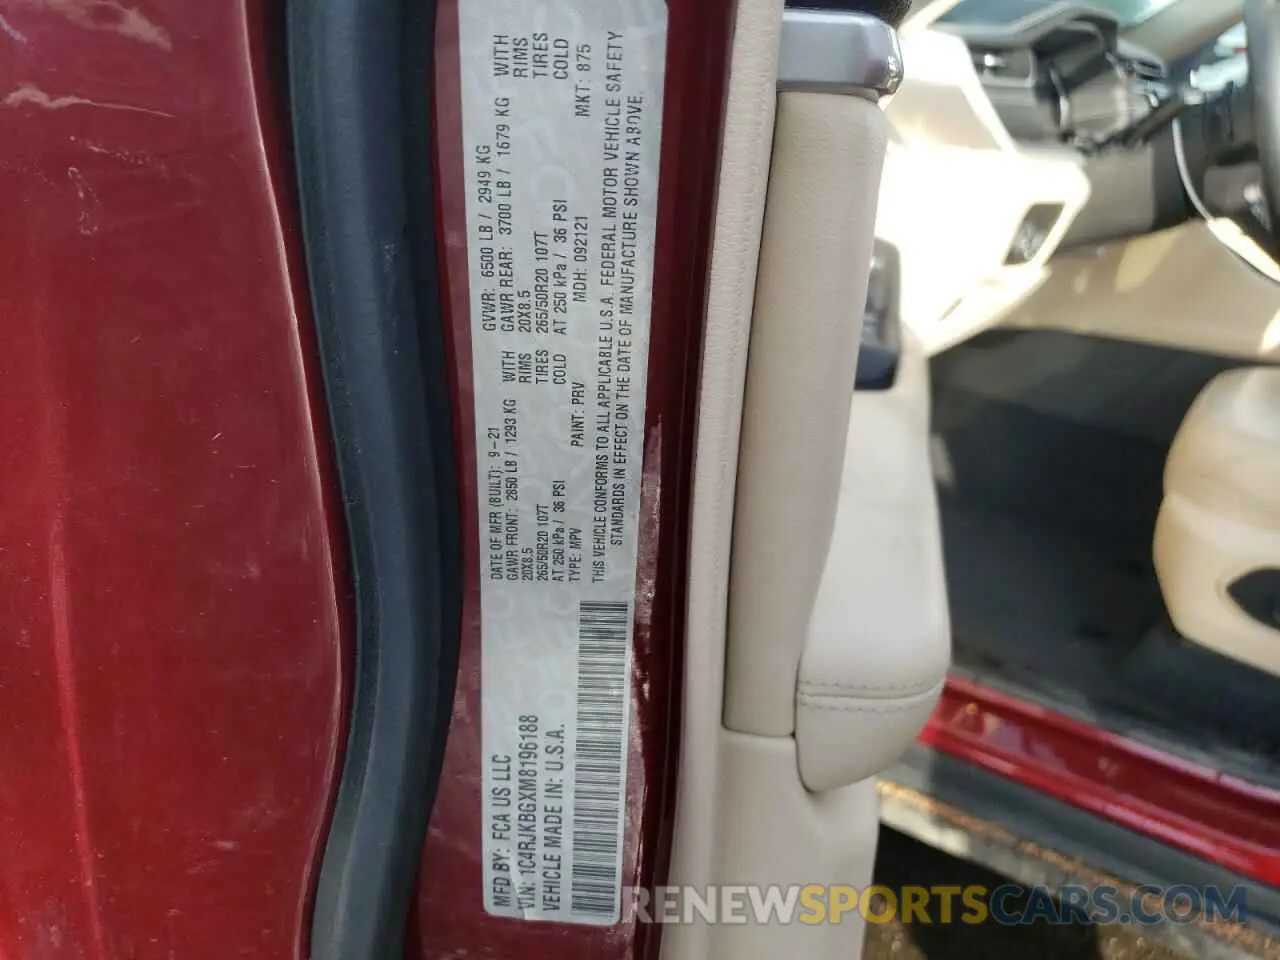 MFD BY: FCA US LLC
VIN: 1C4RJKBGXM8196188
VEHICLE MADE IN: U.S.A.
DATE OF MFR (BUILT): 9-21
GVWR: 6500 LB / 2949 KG
GAWR FRONT: 2850 LB / 1293 KG WITH
GAWR REAR: 3700 LB / 1679 KG WITH
20X8.5 RIMS
20X8.5 RIMS
265/50R20 107T TIRES
265/50R20 107T TIRES
AT 250 kPa / 36 PSI COLD
AT 250 kPa / 36 PSI COLD
TYPE: MPV PAINT: PRV MDH: 092121 MKT: 875
THIS VEHICLE CONFORMS TO ALL APPLICABLE U.S.A. FEDERAL MOTOR VEHICLE SAFETY
STANDARDS IN EFFECT ON THE DATE OF MANUFACTURE SHOWN ABOVE.
RENEWSPORTSCARS.COM